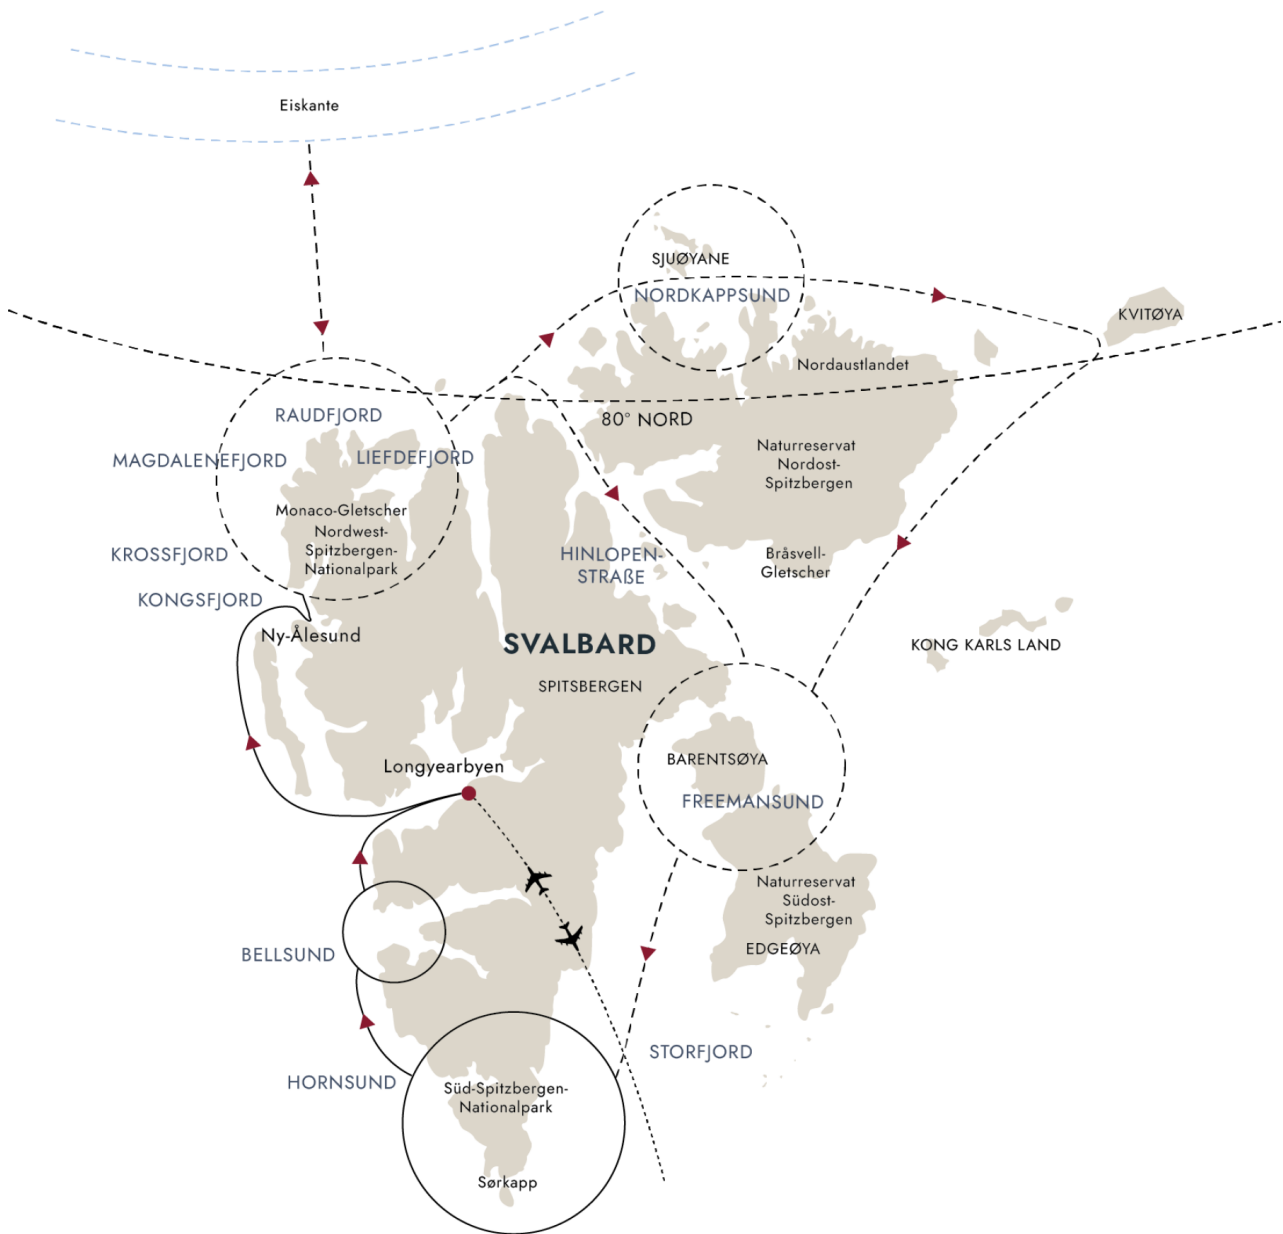 Eiskante
SJUØYANE
NORDKAPPSUND
KVITØYA
Nordaustlandet
RAUDFJORD
80° NORD
MAGDALENEFJORD
LIEFDEFJORD
Naturreservat
Nordost-
Spitzbergen
Monaco-Gletscher
Nordwest-
Spitzbergen-
Nationalpark
KROSSFJORD
HINLOPEN-
STRAßE
Bråsvell-
Gletscher
KONGSFJORD
Ny-Ålesund
SVALBARD
KONG KARLS LAND
SPITSBERGEN
Longyearbyen
BARENTSØYA
FREEMANSUND
Naturreservat
Südost-
Spitzbergen
BELLSUND
EDGEØYA
STORFJORD
HORNSUND
Süd-Spitzbergen-
Nationalpark
Sørkapp